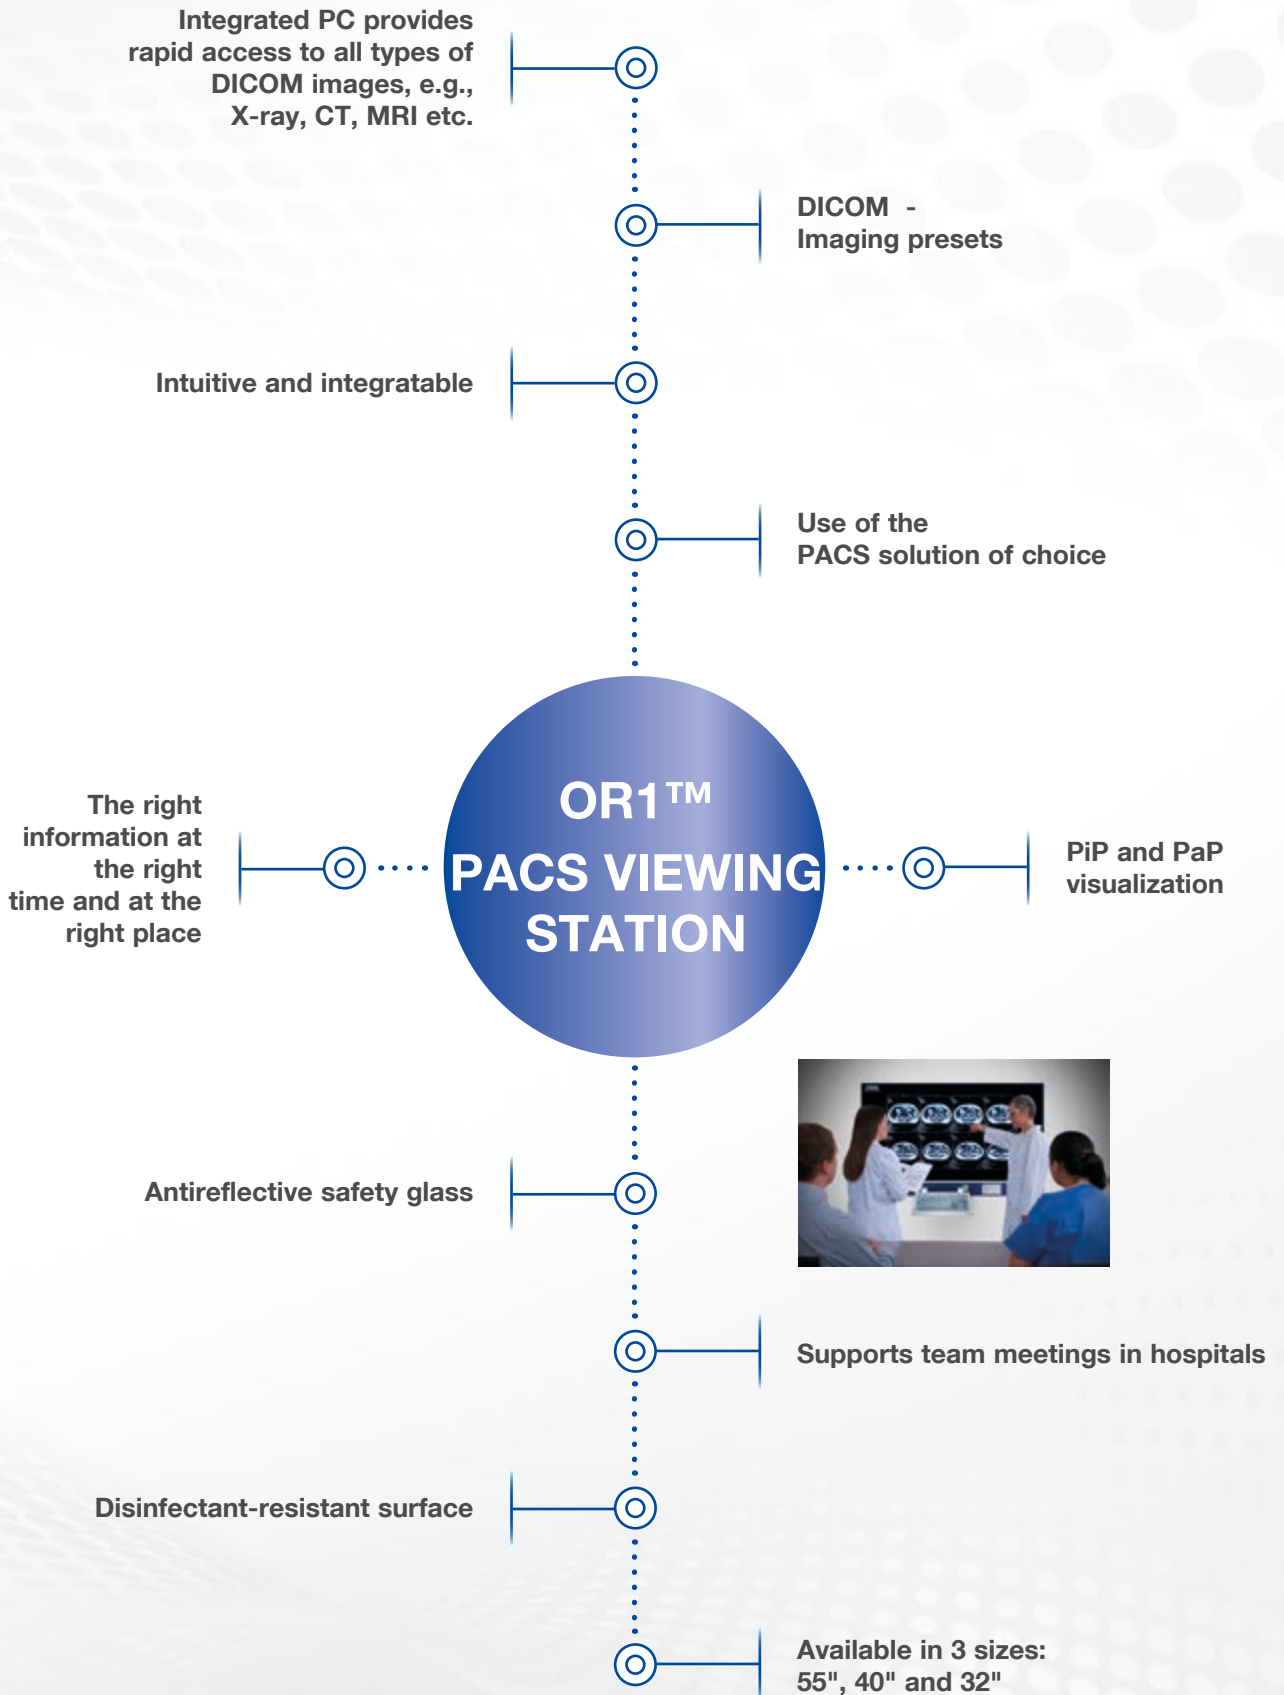 Integrated PC provides
rapid access to all types of
DICOM images, e.g.,
X-ray, CT, MRI etc.
DICOM -
Imaging presets
Intuitive and integratable
Use of the
PACS solution of choice
The right
information at
the right
time and at the
right place
OR1™
PACS VIEWING
STATION
PiP and PaP
visualization
Antireflective safety glass
Supports team meetings in hospitals
Disinfectant-resistant surface
Available in 3 sizes:
55", 40" and 32"